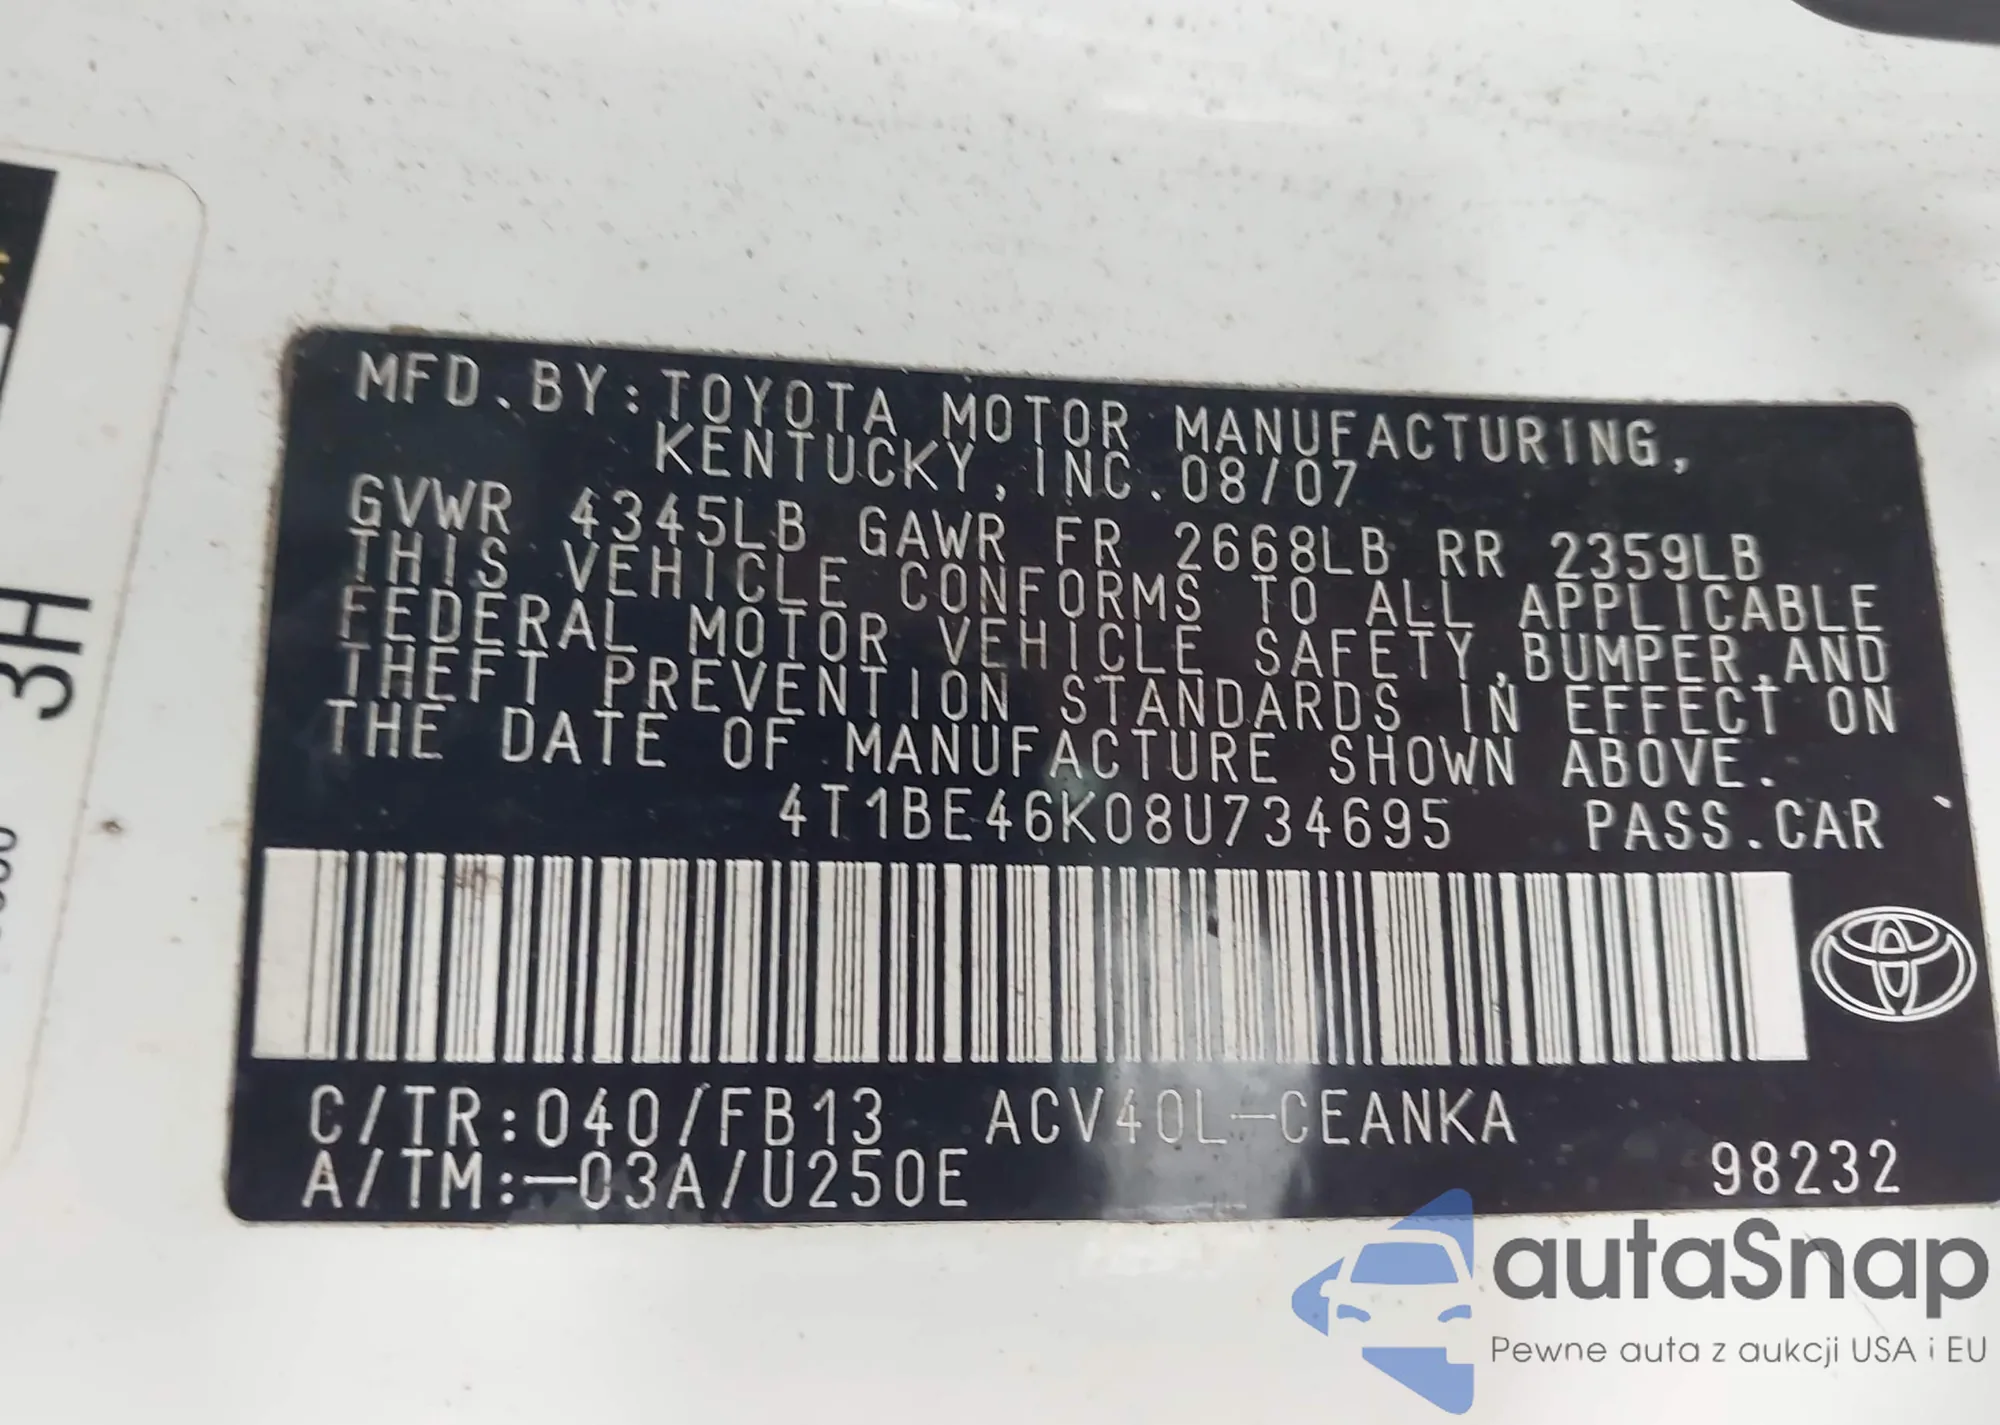 3H
MFD.BY:TOYOTA MOTOR MANUFACTURING,
KENTUCKY,INC.08/07
GVWR 4345LB GAWR FR 2668LB RR 2359LB
THIS VEHICLE CONFORMS TO ALL APPLICABLE
FEDERAL MOTOR VEHICLE SAFETY,BUMPER,AND
THEFT PREVENTION STANDARDS IN EFFECT ON
THE DATE OF MANUFACTURE SHOWN ABOVE.
4T1BE46K08U734695 PASS.CAR
C/TR:040/FB13 ACV40L-CEANKA
A/TM:-03A/U250E 98232
autaSnap
Pewne auta z aukcji USA i EU